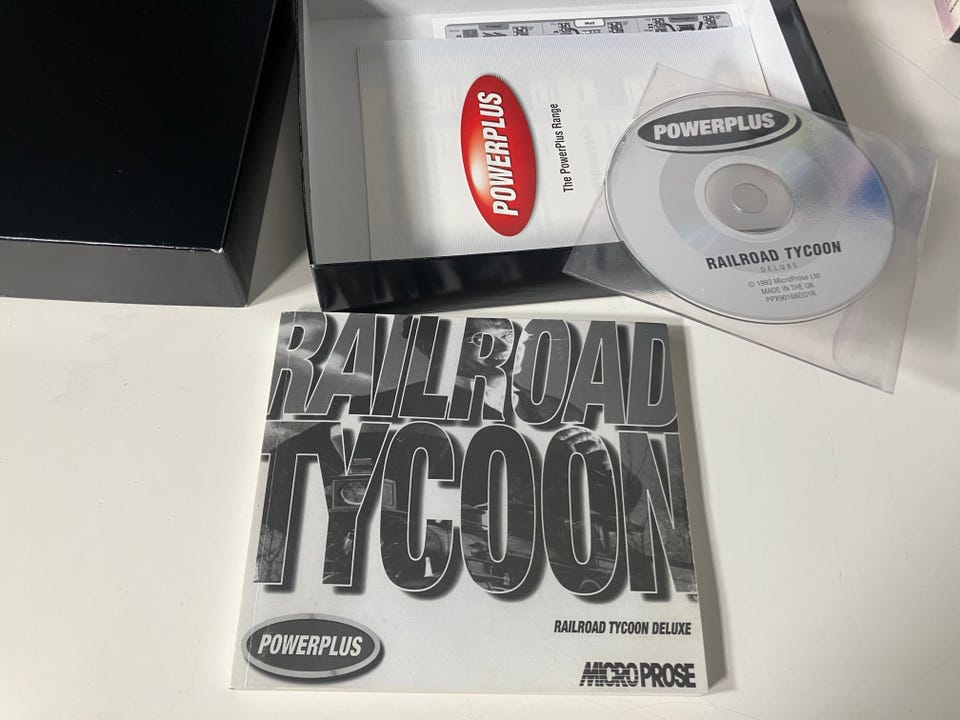 POWERPLUS
The PowerPlus Range
POWERPLUS
RAILROAD TYCOON
DELUXE
© 1993 MicroProse Ltd
MADE IN THE UK
PPX90166D01R
RAILROAD
TYCOON
RAILROAD TYCOON DELUXE
POWERPLUS
MICROPROSE